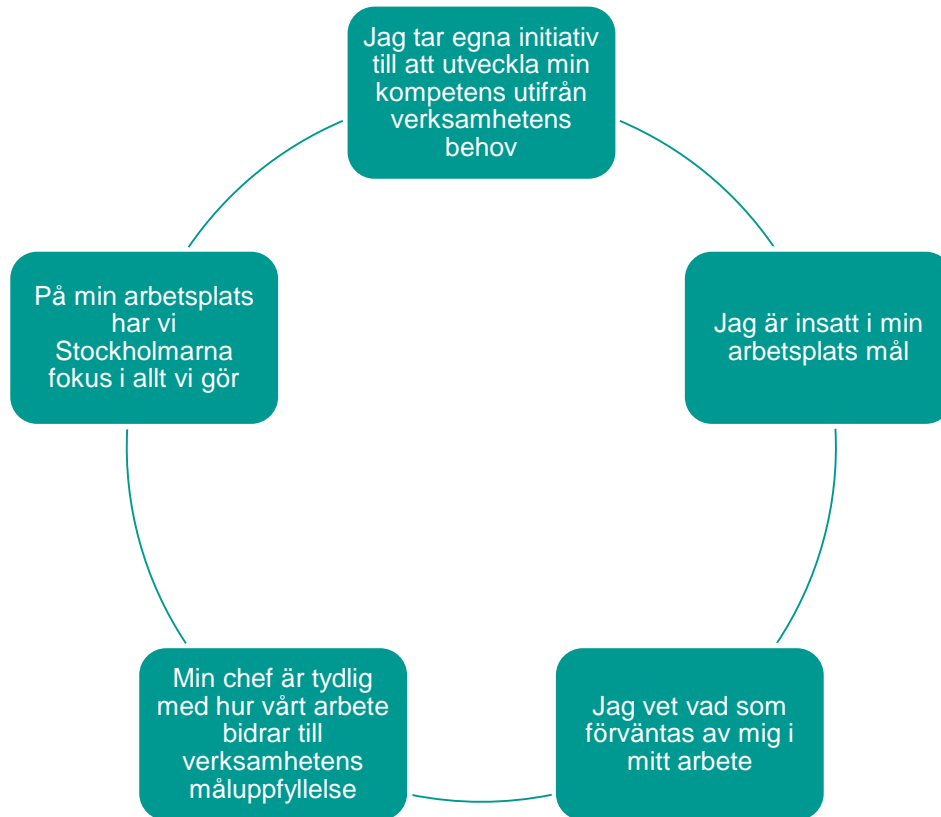 Jag tar egna initiativ
till att utveckla min
kompetens utifrån
verksamhetens
behov
Jag är insatt i min
arbetsplats mål
Jag vet vad som
förväntas av mig i
mitt arbete
Min chef är tydlig
med hur vårt arbete
bidrar till
verksamhetens
måluppfyllelse
På min arbetsplats
har vi
Stockholmarna
fokus i allt vi gör